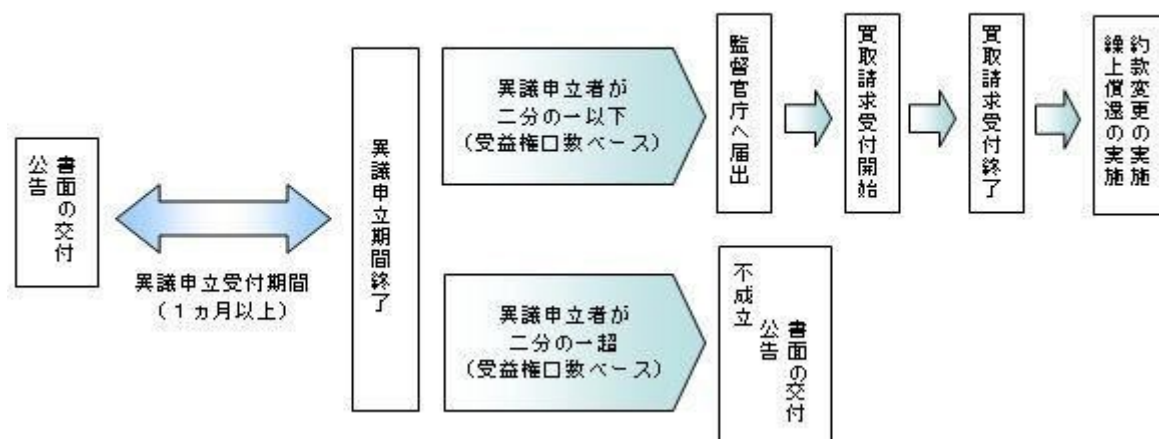 書面の交付
公告
異議申立受付期間
(1ヵ月以上)
異議申立期間終了
異議申立者が
二分の一以下
(受益権口数ベース)
監督官庁へ届出
買取請求受付開始
買取請求受付終了
約款変更の実施
繰上償還の実施
異議申立者が
二分の一超
(受益権口数ベース)
不成立
書面の交付
公告